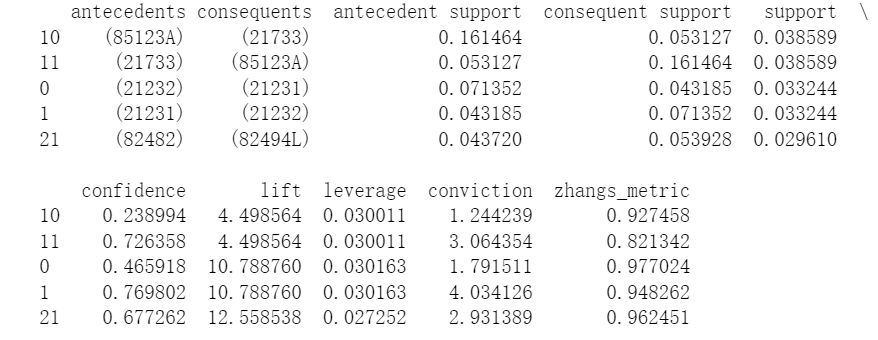 antecedents consequents antecedent support consequent support support \
10 (85123A) (21733) 0.161464 0.053127 0.038589
11 (21733) (85123A) 0.053127 0.161464 0.038589
0 (21232) (21231) 0.071352 0.043185 0.033244
1 (21231) (21232) 0.043185 0.071352 0.033244
21 (82482) (82494L) 0.043720 0.053928 0.029610
confidence lift leverage conviction zhangs_metric
10 0.238994 4.498564 0.030011 1.244239 0.927458
11 0.726358 4.498564 0.030011 3.064354 0.821342
0 0.465918 10.788760 0.030163 1.791511 0.977024
1 0.769802 10.788760 0.030163 4.034126 0.948262
21 0.677262 12.558538 0.027252 2.931389 0.962451